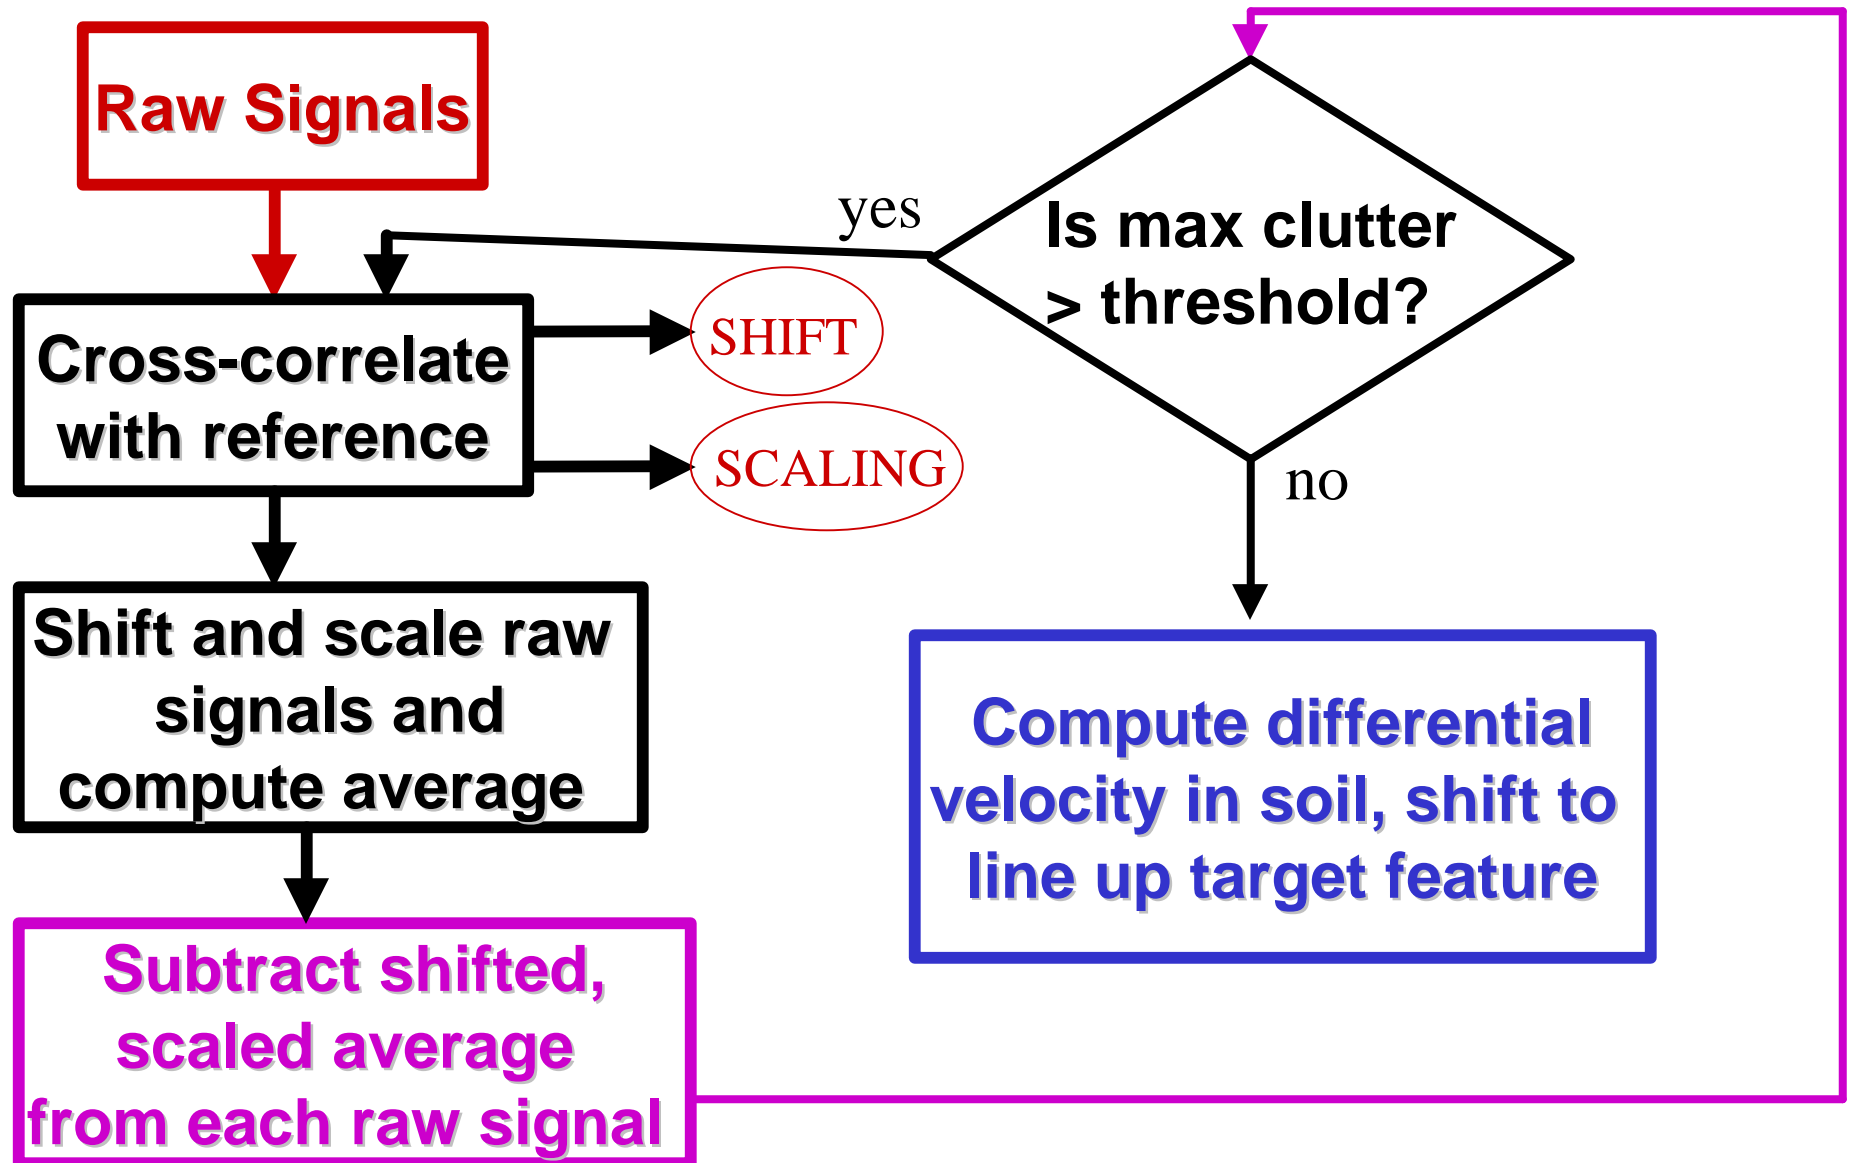 Raw Signals
Cross-correlate
with reference
SHIFT
SCALING
Shift and scale raw
signals and
compute average
Subtract shifted,
scaled average
from each raw signal
Is max clutter
> threshold?
yes
no
Compute differential
velocity in soil, shift to
line up target feature